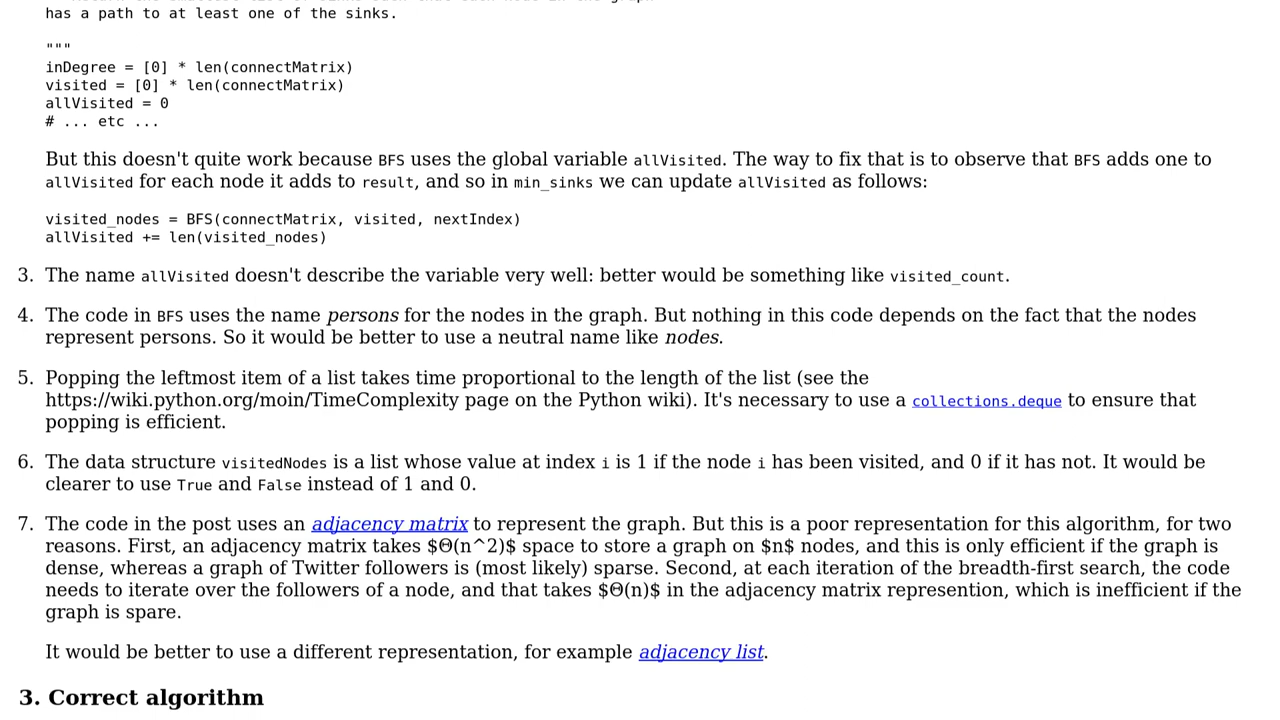 has a path to at least one of the sinks.
"""
inDegree = [0] * len(connectMatrix)
visited = [0] * len(connectMatrix)
allVisited = 0
# ... etc ...
But this doesn't quite work because BFS uses the global variable allVisited. The way to fix that is to observe that BFS adds one to
allVisited for each node it adds to result, and so in min_sinks we can update allVisited as follows:
visited_nodes = BFS(connectMatrix, visited, nextIndex)
allVisited += len(visited_nodes)
3. The name allVisited doesn't describe the variable very well: better would be something like visited_count.
4. The code in BFS uses the name persons for the nodes in the graph. But nothing in this code depends on the fact that the nodes
represent persons. So it would be better to use a neutral name like nodes.
5. Popping the leftmost item of a list takes time proportional to the length of the list (see the
https://wiki.python.org/moin/TimeComplexity page on the Python wiki). It's necessary to use a collections.deque to ensure that
popping is efficient.
6. The data structure visitedNodes is a list whose value at index i is 1 if the node i has been visited, and 0 if it has not. It would be
clearer to use True and False instead of 1 and 0.
7. The code in the post uses an adjacency matrix to represent the graph. But this is a poor representation for this algorithm, for two
reasons. First, an adjacency matrix takes $Θ(n^2)$ space to store a graph on $n$ nodes, and this is only efficient if the graph is
dense, whereas a graph of Twitter followers is (most likely) sparse. Second, at each iteration of the breadth-first search, the code
needs to iterate over the followers of a node, and that takes $Θ(n)$ in the adjacency matrix represention, which is inefficient if the
graph is spare.
It would be better to use a different representation, for example adjacency list.
3. Correct algorithm